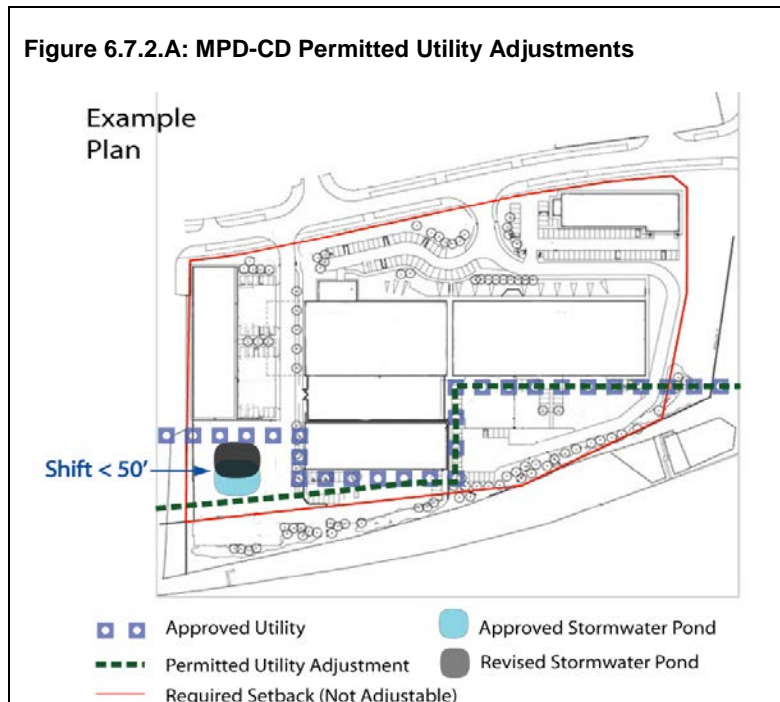 Figure 6.7.2.A: MPD-CD Permitted Utility Adjustments
Example
Plan
Shift < 50'
Approved Utility
Approved Stormwater Pond
Permitted Utility Adjustment
Revised Stormwater Pond
Required Setback (Not Adjustable)